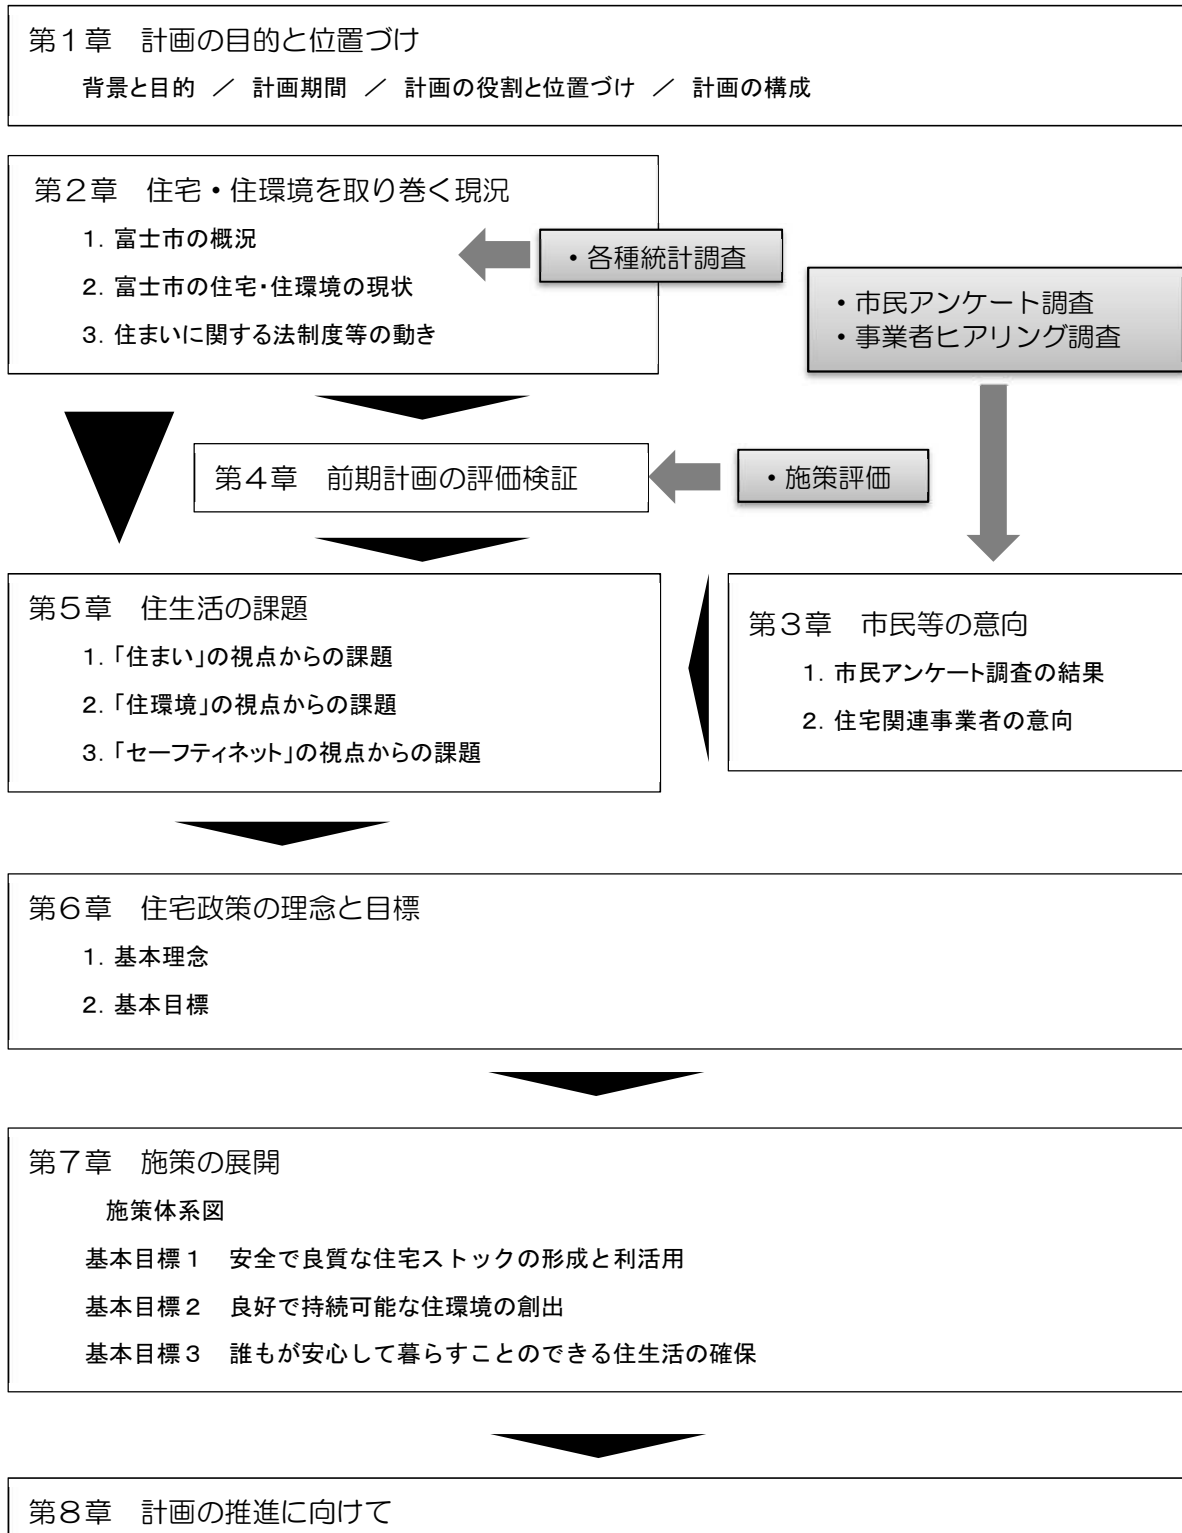 第１章　計画の目的と位置づけ
背景と目的　／　計画期間　／　計画の役割と位置づけ　／　計画の構成
第２章　住宅・住環境を取り巻く現況
１．富士市の概況
２．富士市の住宅・住環境の現状
３．住まいに関する法制度等の動き
・各種統計調査
・市民アンケート調査
・事業者ヒアリング調査
第４章　前期計画の評価検証
・施策評価
第５章　住生活の課題
１．「住まい」の視点からの課題
２．「住環境」の視点からの課題
３．「セーフティネット」の視点からの課題
第３章　市民等の意向
１．市民アンケート調査の結果
２．住宅関連事業者の意向
第６章　住宅政策の理念と目標
１．基本理念
２．基本目標
第７章　施策の展開
施策体系図
基本目標１　安全で良質な住宅ストックの形成と利活用
基本目標２　良好で持続可能な住環境の創出
基本目標３　誰もが安心して暮らすことのできる住生活の確保
第８章　計画の推進に向けて